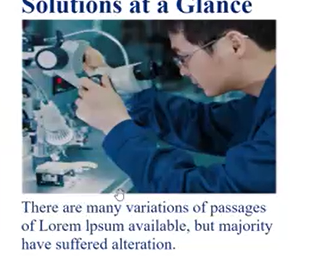 Solutions at a Glance
There are many variations of passages
of Lorem lpsum available, but majority
have suffered alteration.